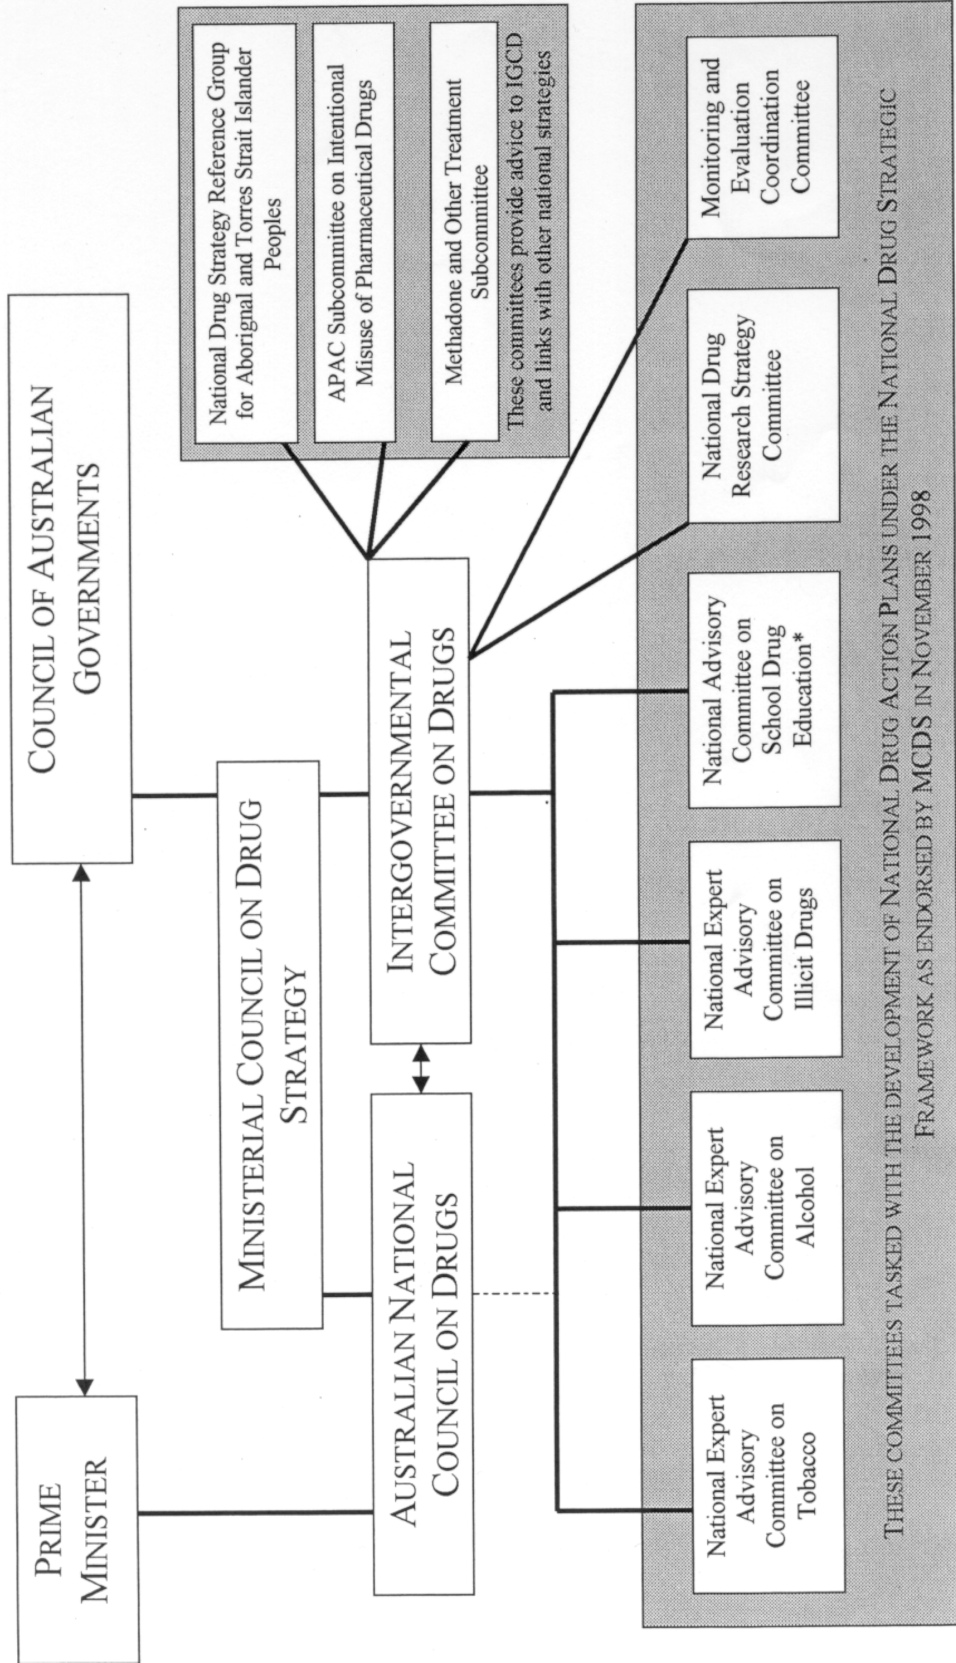 PRIME
MINISTER
COUNCIL OF AUSTRALIAN
GOVERNMENTS
MINISTERIAL COUNCIL ON DRUG
STRATEGY
AUSTRALIAN NATIONAL
COUNCIL ON DRUGS
INTERGOVERNMENTAL
COMMITTEE ON DRUGS
National Drug Strategy Reference Group
for Aborignal and Torres Strait Islander
Peoples
APAC Subcommittee on Intentional
Misuse of Pharmaceutical Drugs
Methadone and Other Treatment
Subcommittee
These committees provide advice to IGCD
and links with other national strategies
National Expert
Advisory
Committee on
Tobacco
National Expert
Advisory
Committee on
Alcohol
National Expert
Advisory
Committee on
Illicit Drugs
National Advisory
Committee on
School Drug
Education*
National Drug
Research Strategy
Committee
Monitoring and
Evaluation
Coordination
Committee
THESE COMMITTEES TASKED WITH THE DEVELOPMENT OF NATIONAL DRUG ACTION PLANS UNDER THE NATIONAL DRUG STRATEGIC
FRAMEWORK AS ENDORSED BY MCDS IN NOVEMBER 1998